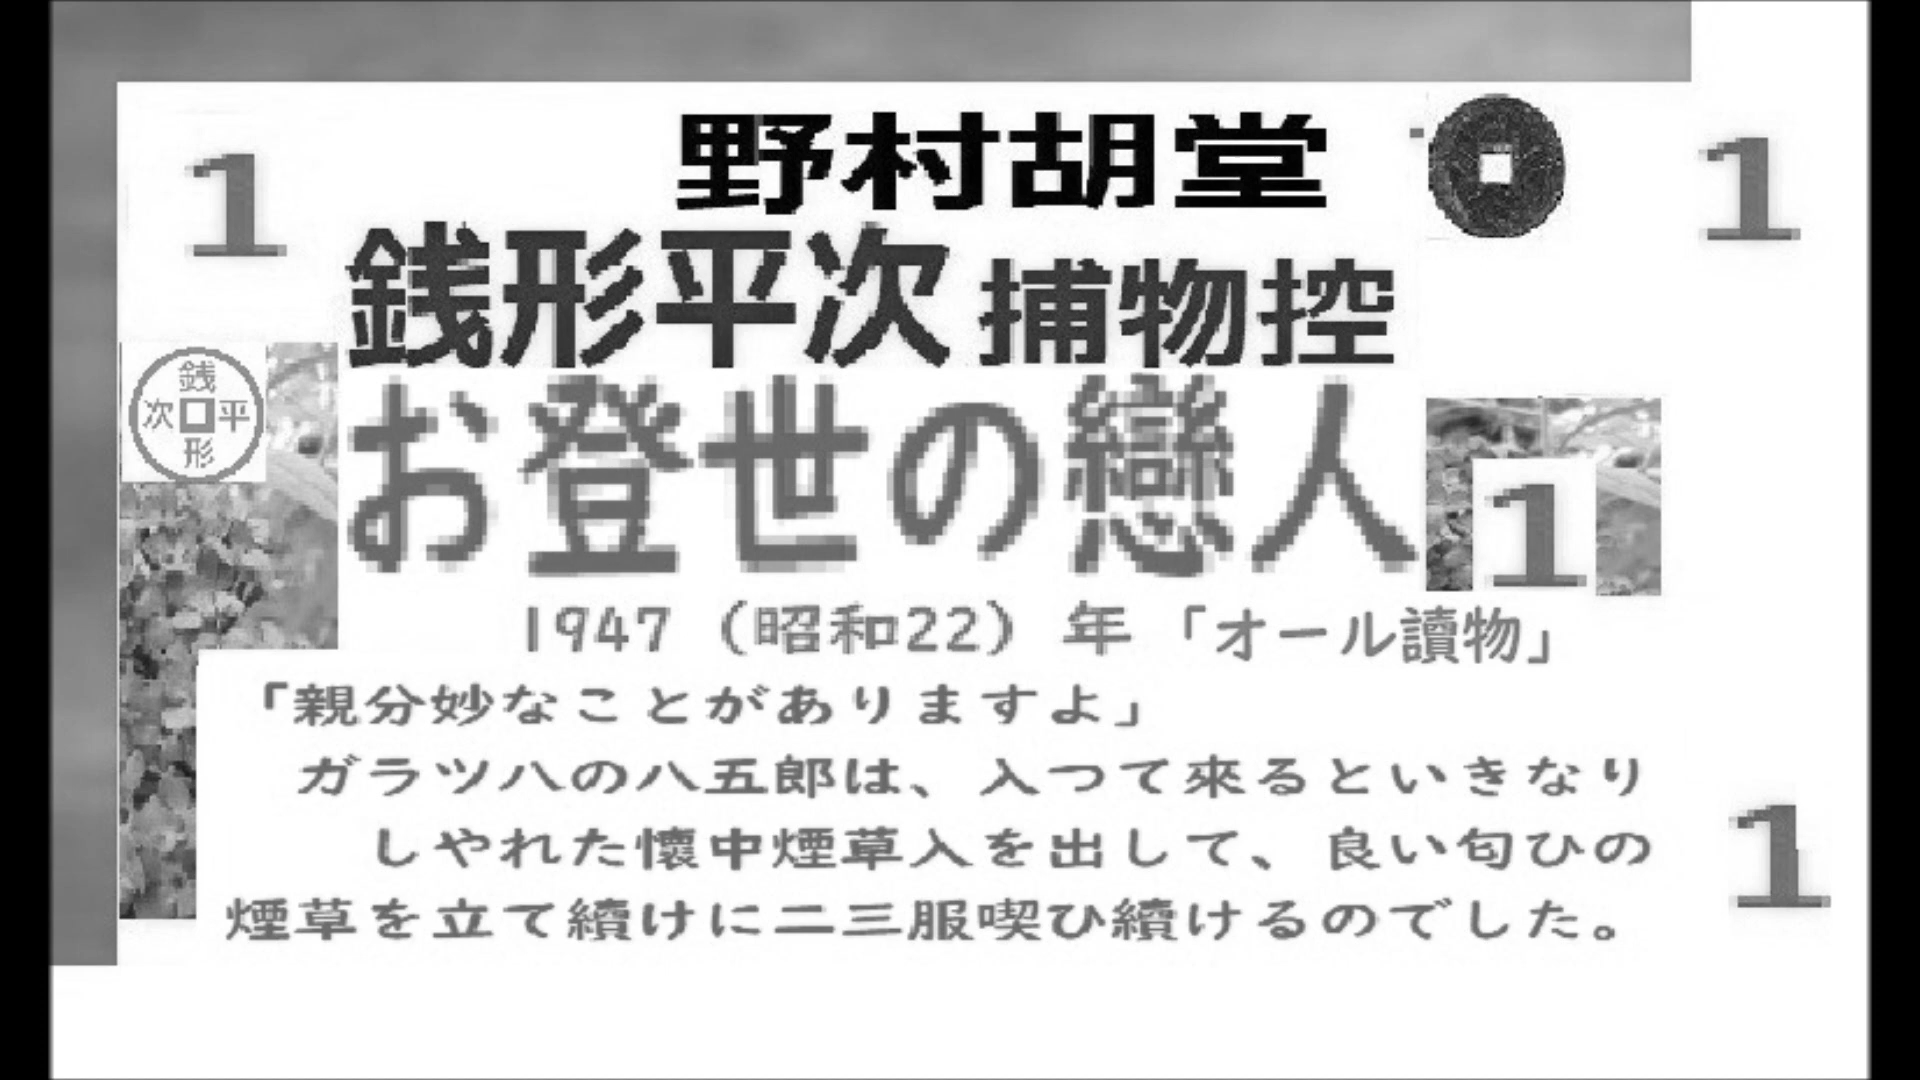 野村胡堂
1
1
銭形平次 捕物控
銭
次 平
形
お登世の戀人
1
1947 (昭和22) 年 「オール讀物」
「親分妙なことがありますよ」
ガラツハの八五郎は、入つて來るといきなり
しやれた懷中煙草入を出して、良い匂ひの
煙草を立て續けに二三服喫ひ續けるのでした。
1